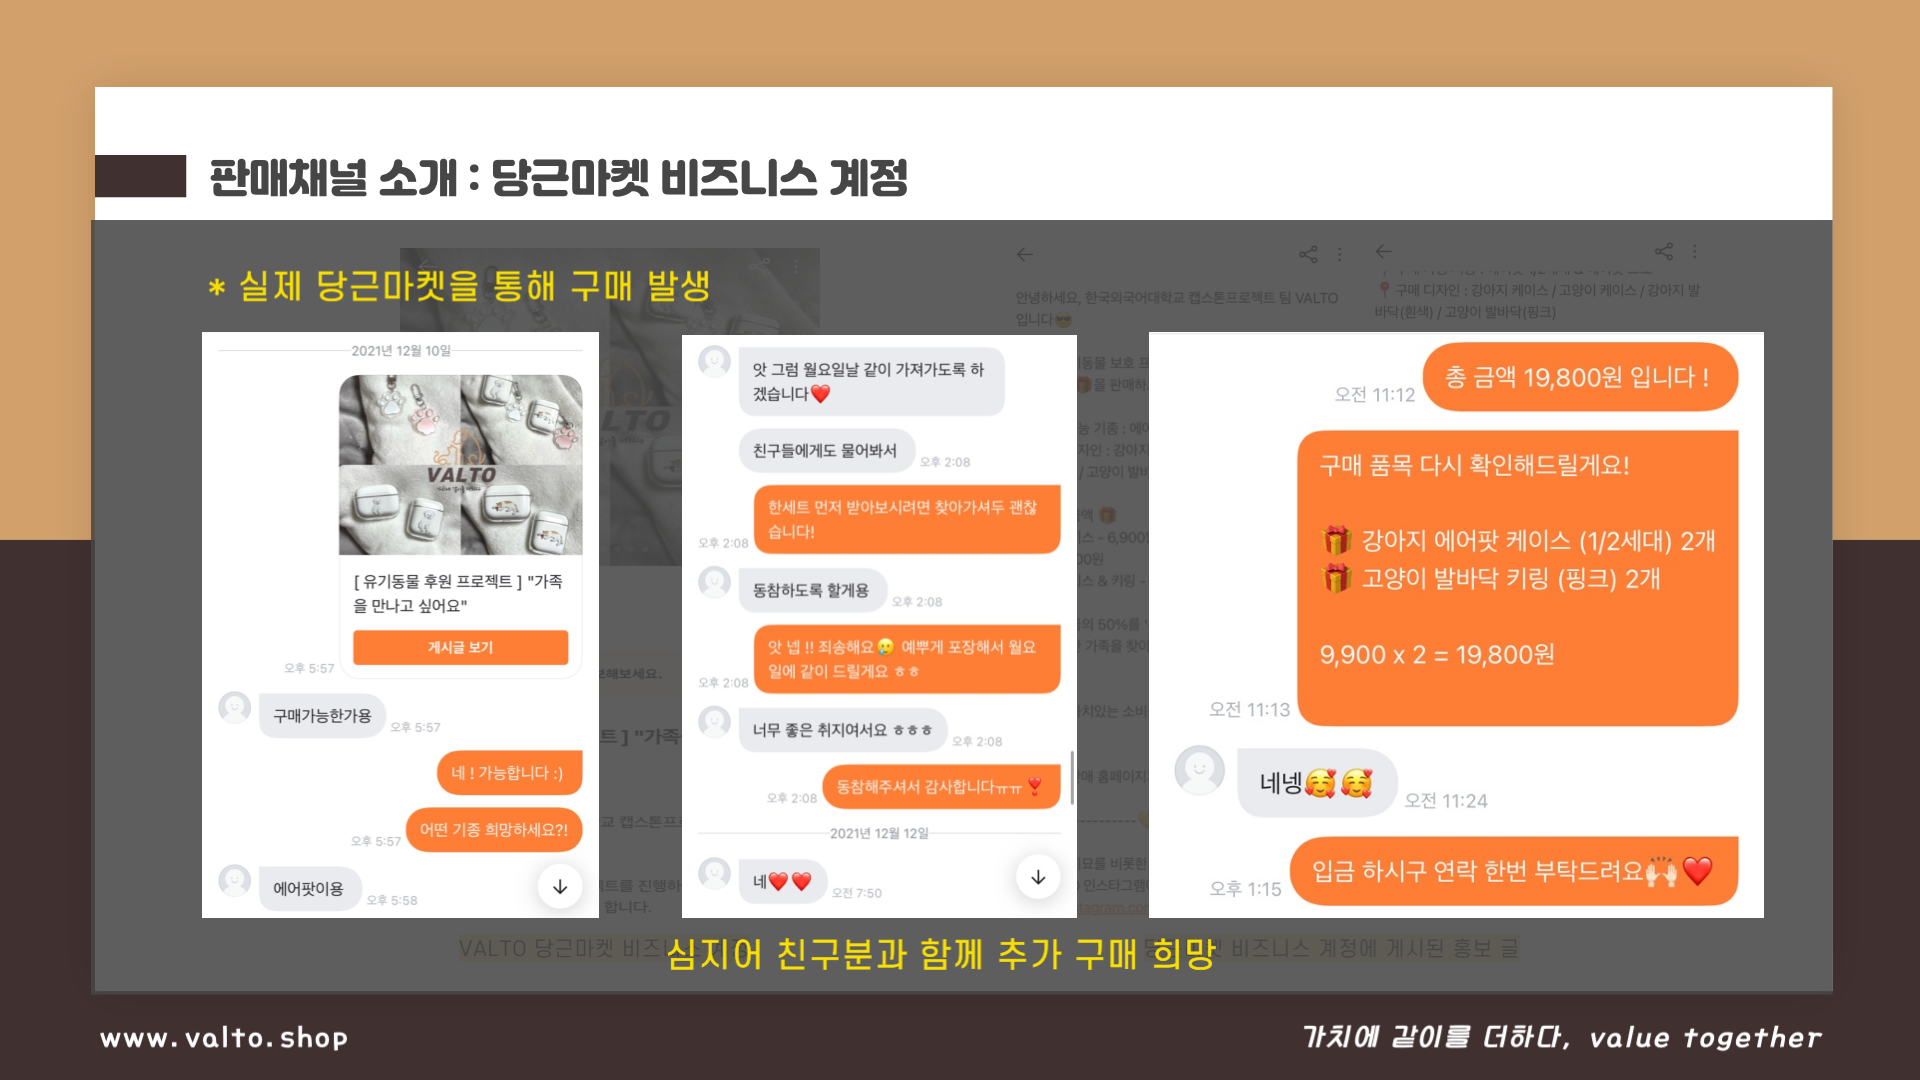 판매채널 소개 : 당근마켓 비즈니스 계정
* 실제 당근마켓을 통해 구매 발생
안녕하세요, 한국외국어대학교 캡스톤프로젝트 팀 VALTO
입니다😎
📍 구매 디자인 : 강아지 케이스 / 고양이 케이스 / 강아지 발
바닥(흰색) / 고양이 발바닥(핑크)
2021년 12월 10일
VALTO
[ 유기동물 후원 프로젝트 ] "가족
을 만나고 싶어요"
게시글 보기
오후 5:57
구매가능한가용
오후 5:57
네 ! 가능합니다 :)
어떤 기종 희망하세요?!
오후 5:57
에어팟이용
오후 5:58
앗 그럼 월요일날 같이 가져가도록 하
겠습니다❤️
친구들에게도 물어봐서
오후 2:08
한세트 먼저 받아보시려면 찾아가셔두 괜찮
습니다!
오후 2:08
동참하도록 할게용
오후 2:08
앗 넵 !! 죄송해요🥲 예쁘게 포장해서 월요
일에 같이 드릴게요 ㅎㅎ
오후 2:08
너무 좋은 취지여서요 ㅎㅎㅎ
오후 2:08
동참해주셔서 감사합니다ㅠㅠ❣️
오후 2:08
2021년 12월 12일
네❤️❤️
오전 7:50
총 금액 19,800원 입니다 !
오전 11:12
구매 품목 다시 확인해드릴게요!
🎁 강아지 에어팟 케이스 (1/2세대) 2개
🎁 고양이 발바닥 키링 (핑크) 2개
9,900 x 2 = 19,800원
오전 11:13
네넹🥰🥰
오전 11:24
입금 하시구 연락 한번 부탁드려요🙌🏻❤️
오후 1:15
VALTO 당근마켓 비즈
심지어 친구분과 함께 추가 구매 희망
비즈니스 계정에 게시된 홍보 글
www.valto.shop
가치에 같이를 더하다, value together